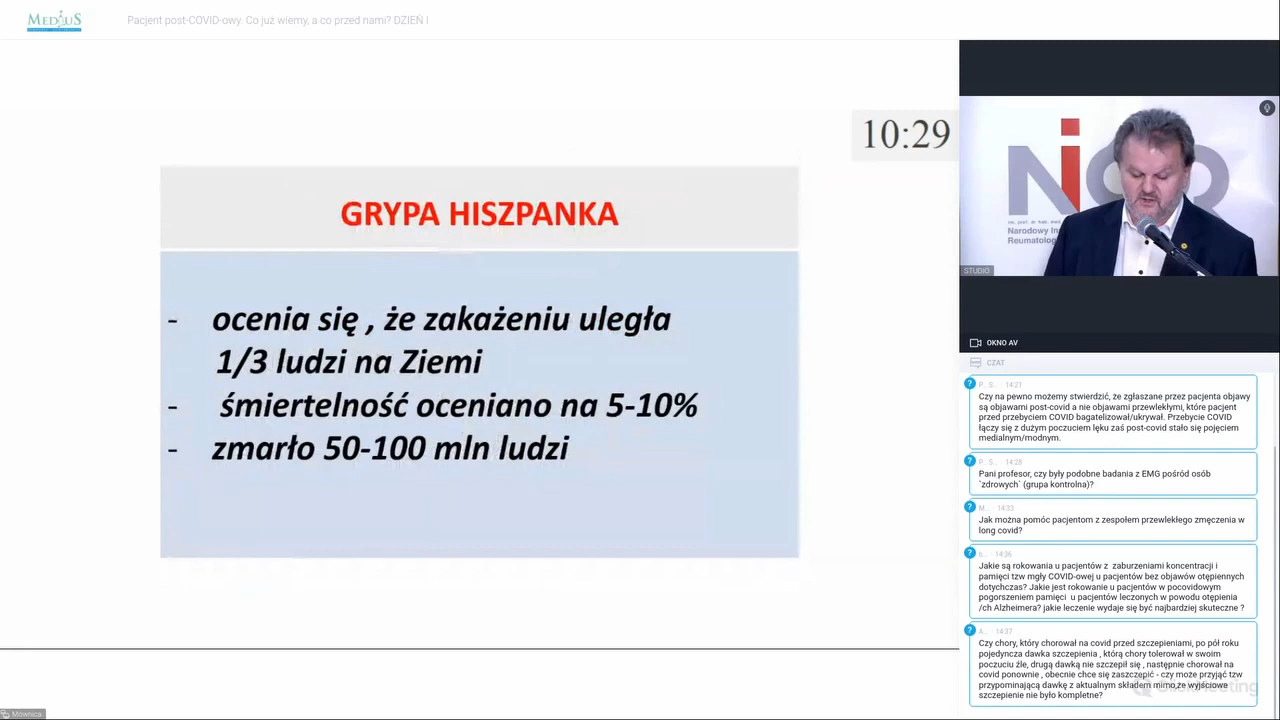 MEDiUS
Pacjent post-COVID-owy. Co już wiemy, a co przed nami? DZIEŃ I
10:29
GRYPA HISZPANKA
- ocenia się , że zakażeniu uległa
1/3 ludzi na Ziemi
- śmiertelność oceniano na 5-10%
- zmarło 50-100 mln ludzi
Mównica
Narodowy
Reumatolog
STUDIO
OKNO AV
CZAT
? P.. S... · 14:21
Czy na pewno możemy stwierdzić, że zgłaszane przez pacjenta objawy
są objawami post-covid a nie objawami przewlekłymi, które pacjent
przed przebyciem COVID bagatelizował/ukrywał. Przebycie COVID
łączy się z dużym poczuciem lęku zaś post-covid stało się pojęciem
medialnym/modnym.
? P.. S... · 14:28
Pani profesor, czy były podobne badania z EMG pośród osób
`zdrowych` (grupa kontrolna)?
? M... · 14:33
Jak można pomóc pacjentom z zespołem przewlekłego zmęczenia w
long covid?
? b... · 14:36
Jakie są rokowania u pacjentów z zaburzeniami koncentracji i
pamięci tzw mgły COVID-owej u pacjentów bez objawów otępiennych
dotychczas? Jakie jest rokowanie u pacjentów w pocovidowym
pogorszeniem pamięci u pacjentów leczonych w powodu otępienia
/ch Alzheimera? jakie leczenie wydaje się być najbardziej skuteczne ?
? A... · 14:37
Czy chory, który chorował na covid przed szczepieniami, po pół roku
pojedyncza dawka szczepienia , którą chory tolerował w swoim
poczuciu źle, drugą dawką nie szczepił się , następnie chorował na
covid ponownie , obecnie chce się zaszczepić - czy może przyjąć tzw
przypominającą dawkę z aktualnym składem mimo,ze wyjściowe
szczepienie nie było kompletne?
ClickMeeting